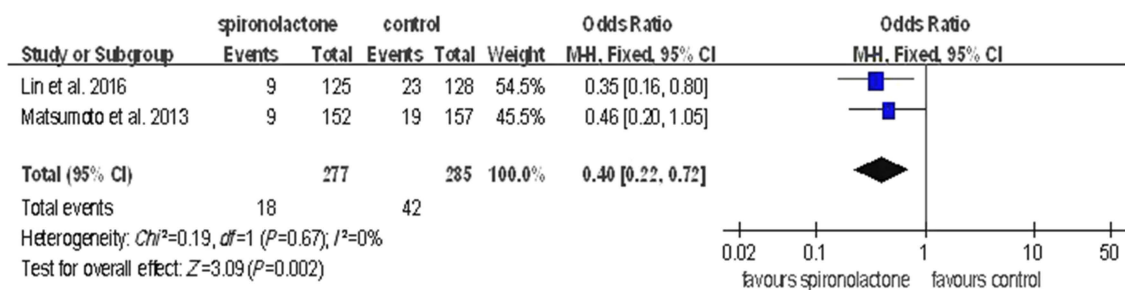 spironolactone control Odds Ratio Odds Ratio
Study or Subgroup Events Total Events Total Weight M-H, Fixed, 95% CI M-H, Fixed, 95% CI
Lin et al. 2016 9 125 23 128 54.5% 0.35 [0.16, 0.80]
Matsumoto et al. 2013 9 152 19 157 45.5% 0.46 [0.20, 1.05]
Total (95% CI) 277 285 100.0% 0.40 [0.22, 0.72]
Total events 18 42
Heterogeneity: Chi²=0.19, df=1 (P=0.67); I²=0%
Test for overall effect: Z=3.09 (P=0.002)
0.02 0.1 1 10 50
favours spironolactone favours control